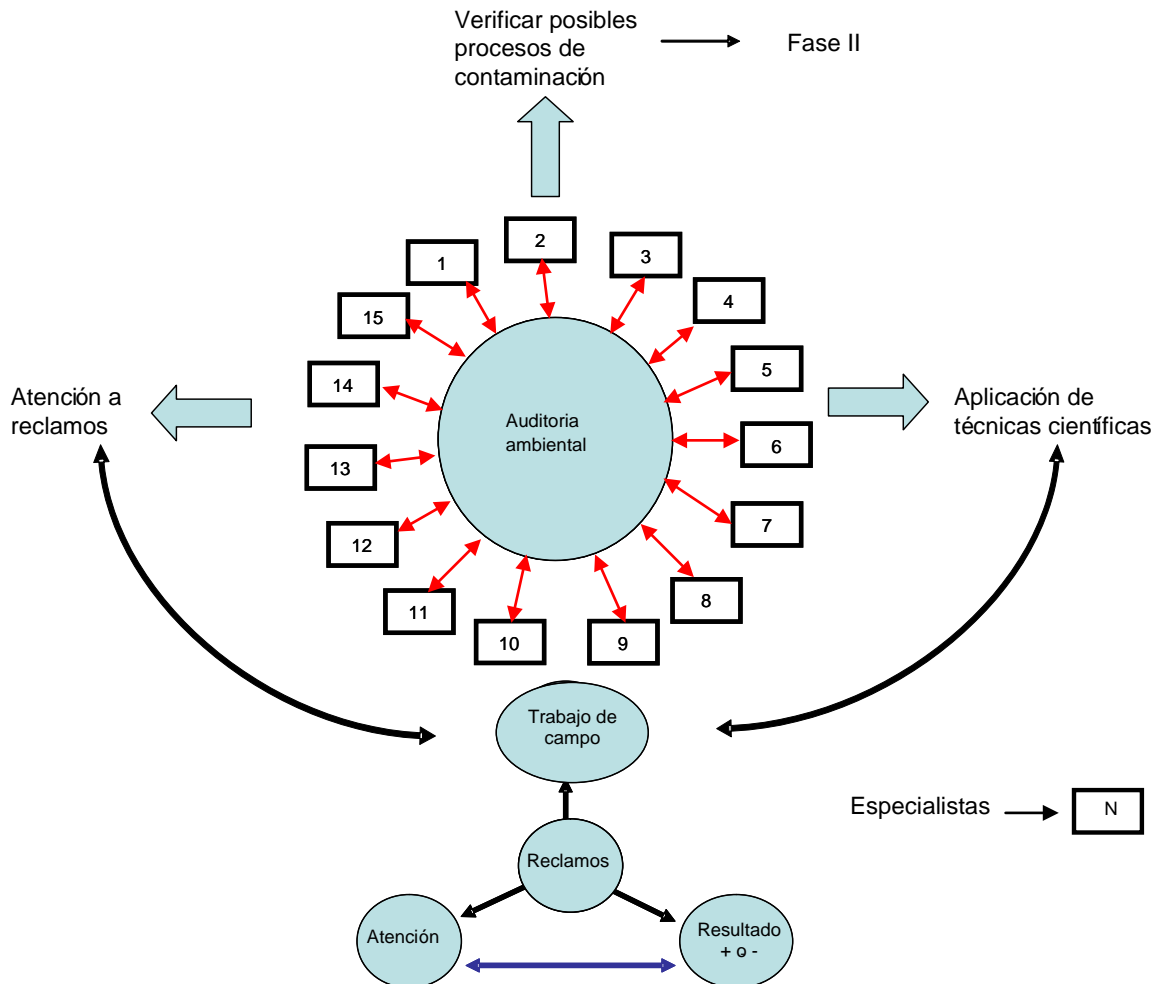 Verificar posibles
procesos de
contaminación
Fase II
2
1
3
4
15
5
14
Atención a
reclamos
Auditoria
ambiental
Aplicación de
técnicas científicas
6
13
7
12
8
11
10
9
Trabajo de
campo
Especialistas
N
Reclamos
Atención
Resultado
+ o -